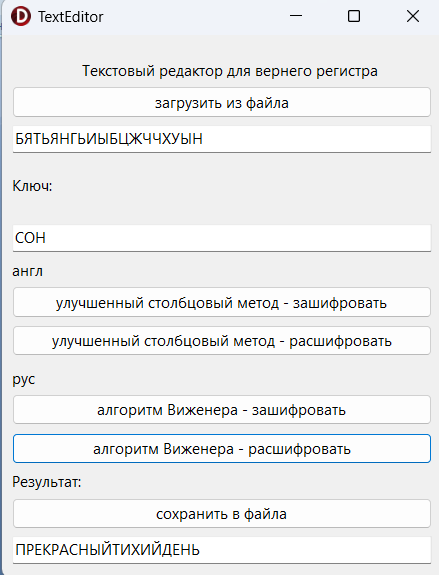 TextEditor
Текстовый редактор для вернего регистра
загрузить из файла
БЯТЬЯНГЬИЫБЦЖЧЧХУЫН
Ключ:
СОН
англ
улучшенный столбцовый метод - зашифровать
улучшенный столбцовый метод - расшифровать
рус
алгоритм Виженера - зашифровать
алгоритм Виженера - расшифровать
Результат:
сохранить в файла
ПРЕКРАСНЫЙТИХИЙДЕНЬ